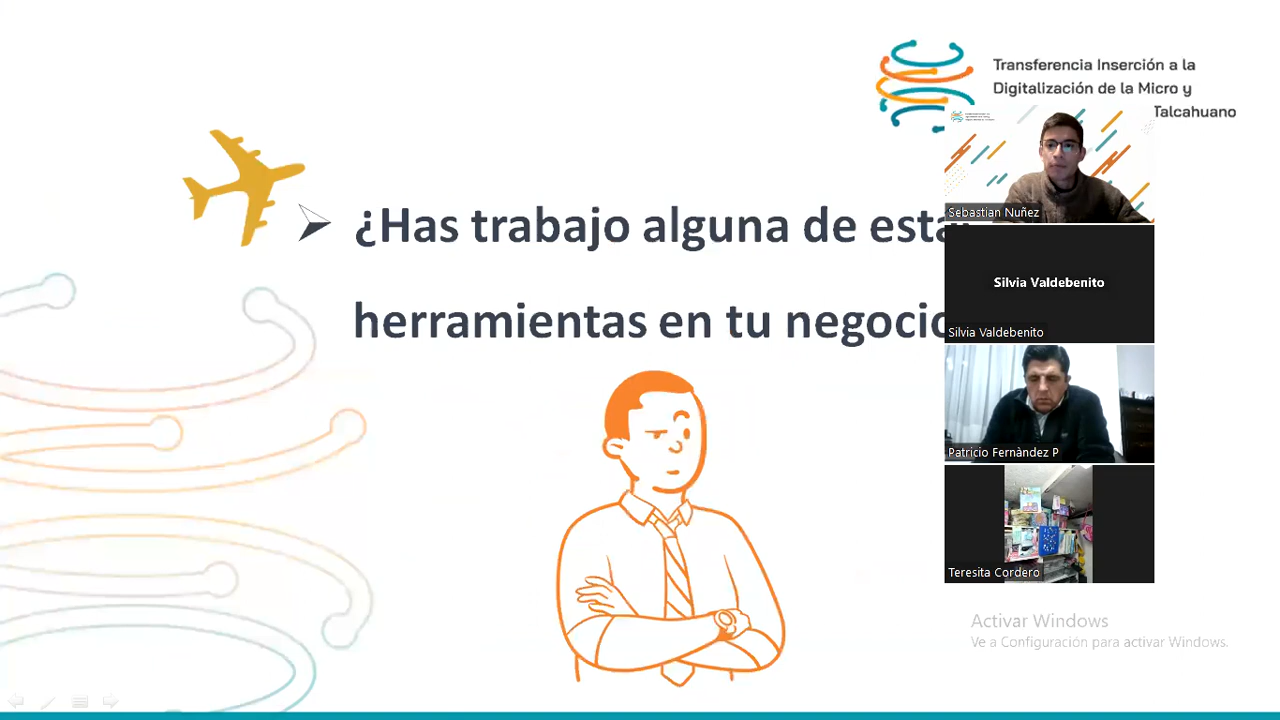 Transferencia Inserción a la
Digitalización de la Micro y
Talcahuano
¿Has trabajo alguna de esta
herramientas en tu negocio
Sebastian Nuñez
Silvia Valdebenito
Silvia Valdebenito
Patricio Fernàndez P
Teresita Cordero
Activar Windows
Ve a Configuración para activar Windows.